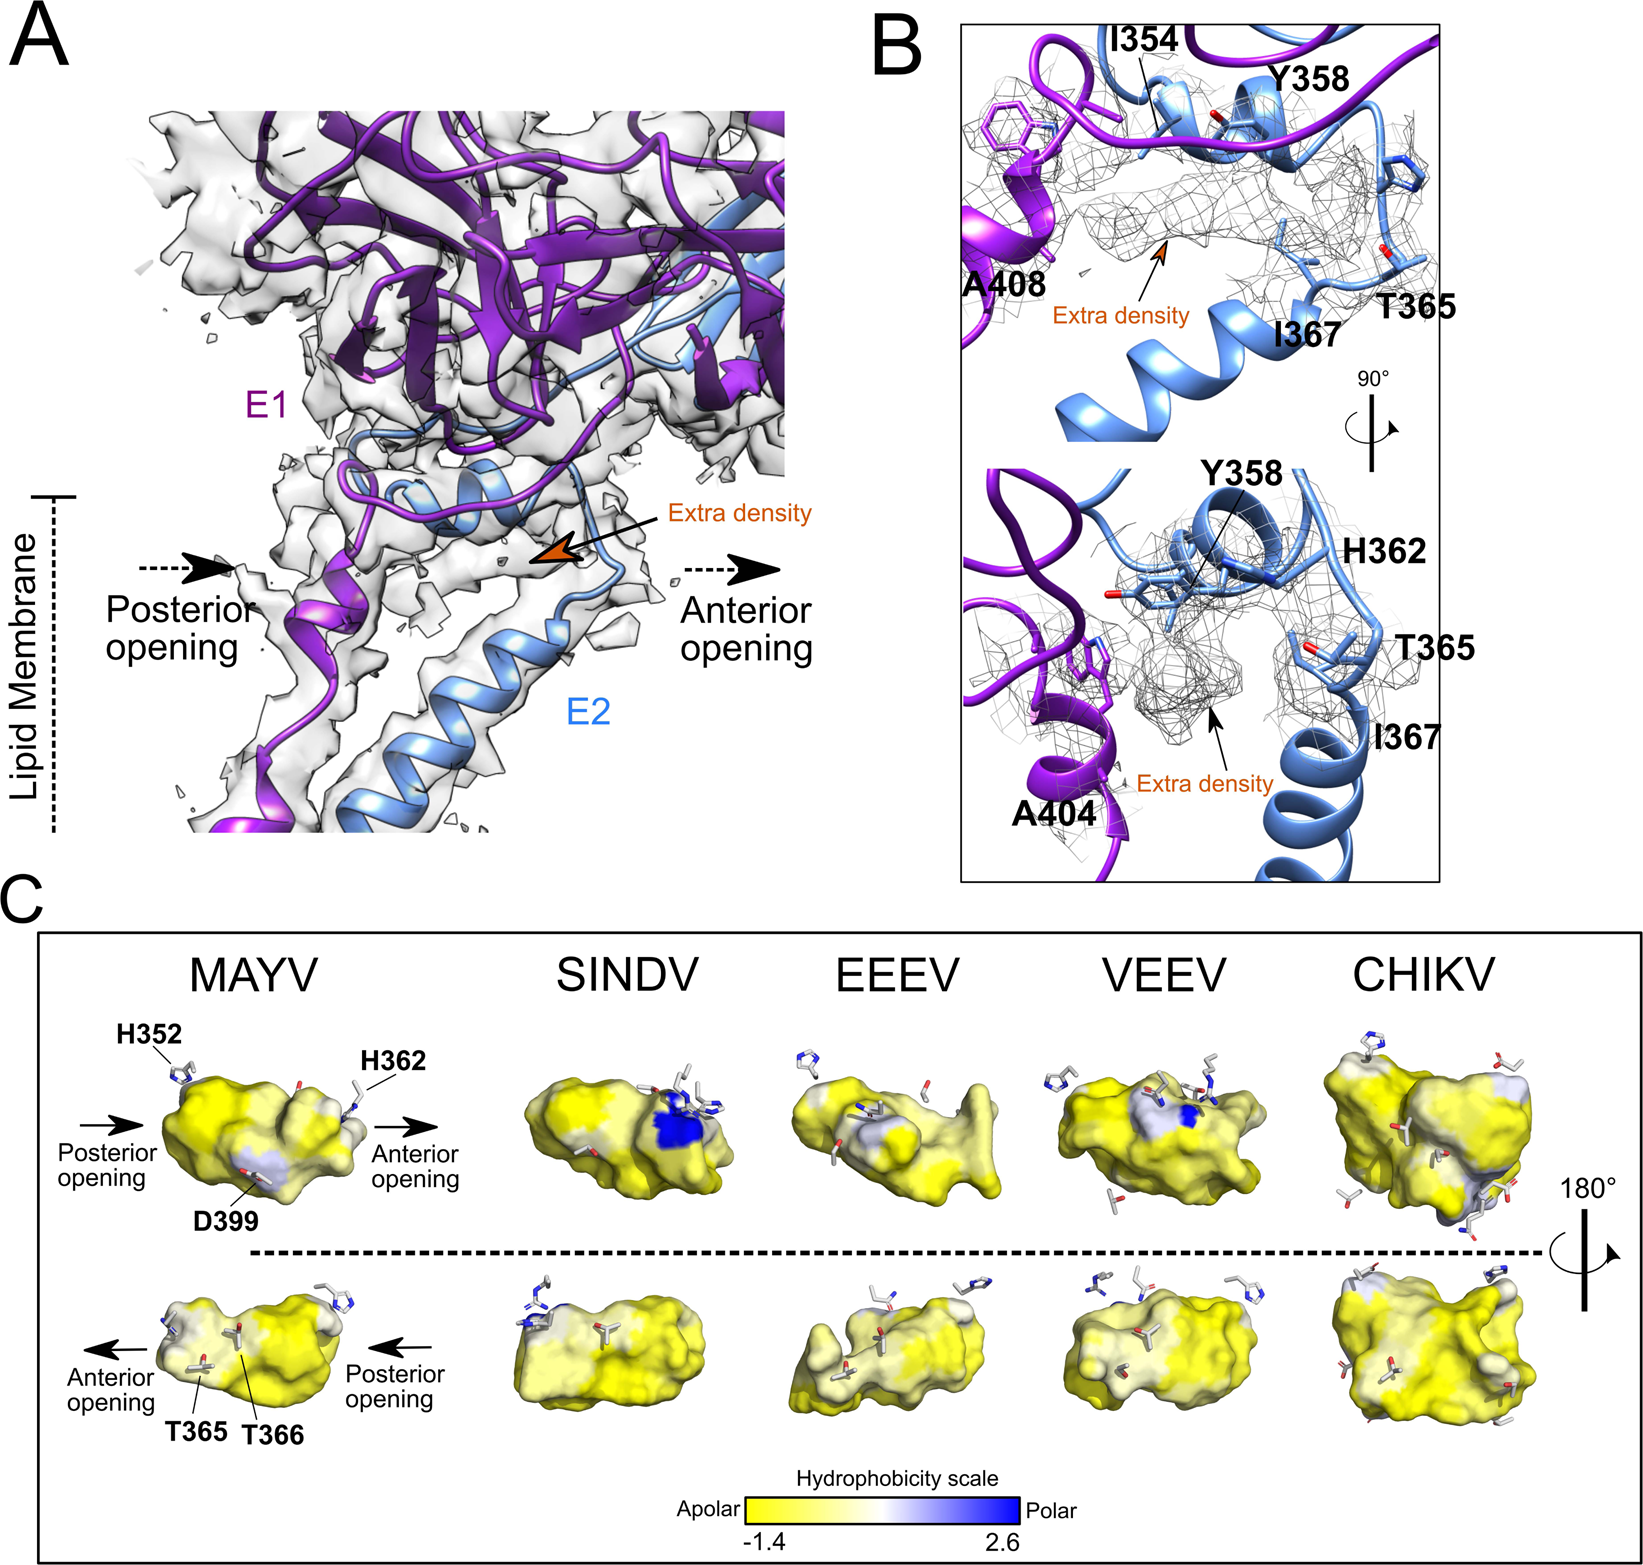 A
E1
Extra density
Posterior
opening
Anterior
opening
E2
Lipid Membrane
B
I354
Y358
A408
Extra density
I367
T365
90°
Y358
H362
T365
I367
Extra density
A404
C
MAYV
SINDV
EEEV
VEEV
CHIKV
H352
H362
Posterior
opening
Anterior
opening
D399
180°
Anterior
opening
Posterior
opening
T365
T366
Hydrophobicity scale
Apolar
Polar
-1.4
2.6